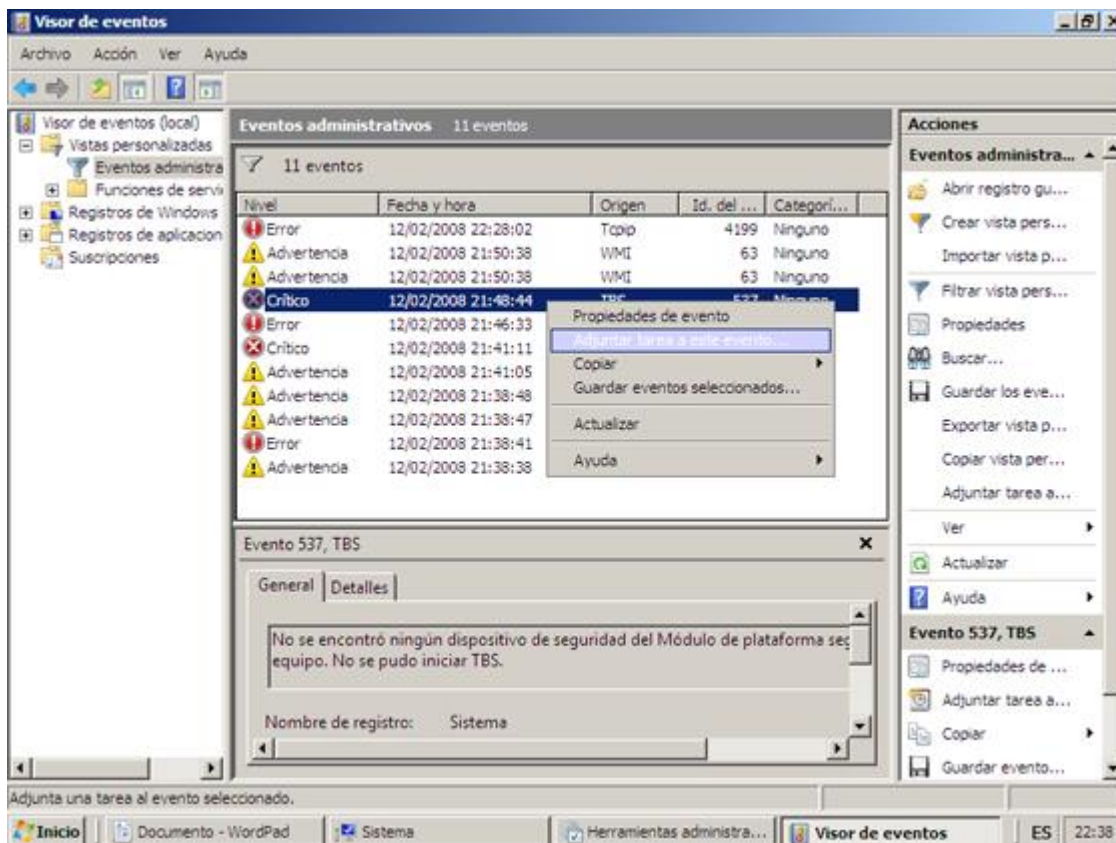 Visor de eventos
Archivo Acción Ver Ayuda
Visor de eventos (local)
Vistas personalizadas
Eventos administra
Funciones de servi
Registros de Windows
Registros de aplicacion
Suscripciones
Eventos administrativos 11 eventos
11 eventos
Nivel Fecha y hora Origen Id. del ... Categorí...
Error 12/02/2008 22:28:02 Tcpip 4199 Ninguno
Advertencia 12/02/2008 21:50:38 WMI 63 Ninguno
Advertencia 12/02/2008 21:50:38 WMI 63 Ninguno
Crítico 12/02/2008 21:48:44 TBS 537 Ninguno
Error 12/02/2008 21:46:33
Crítico 12/02/2008 21:41:11
Advertencia 12/02/2008 21:41:05
Advertencia 12/02/2008 21:38:48
Advertencia 12/02/2008 21:38:47
Error 12/02/2008 21:38:41
Advertencia 12/02/2008 21:38:38
Propiedades de evento
Adjuntar tarea a este evento...
Copiar
Guardar eventos seleccionados...
Actualizar
Ayuda
Evento 537, TBS
General Detalles
No se encontró ningún dispositivo de seguridad del Módulo de plataforma seg
equipo. No se pudo iniciar TBS.
Nombre de registro: Sistema
Acciones
Eventos administra...
Abrir registro gu...
Crear vista pers...
Importar vista p...
Filtrar vista pers...
Propiedades
Buscar...
Guardar los eve...
Exportar vista p...
Copiar vista per...
Adjuntar tarea a...
Ver
Actualizar
Ayuda
Evento 537, TBS
Propiedades de ...
Adjuntar tarea a...
Copiar
Guardar evento...
Adjunta una tarea al evento seleccionado.
Inicio Documento - WordPad Sistema Herramientas administra... Visor de eventos ES 22:38